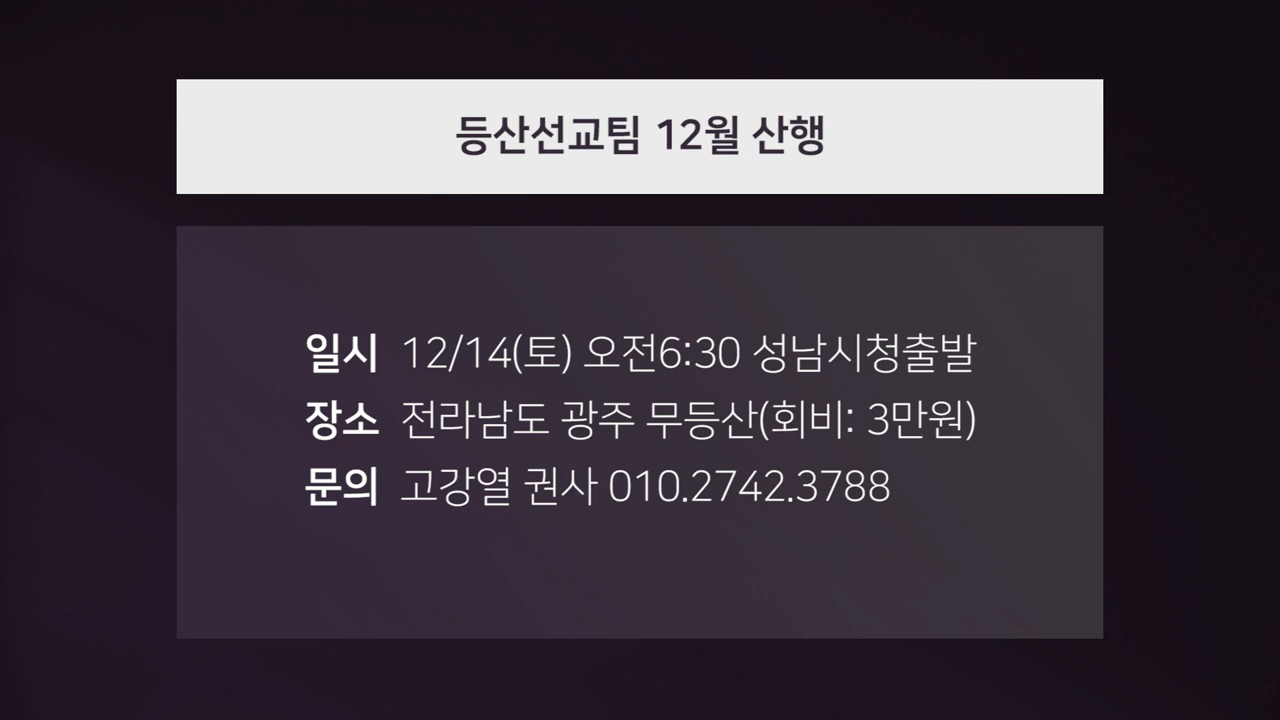 등산선교팀 12월 산행
일시 12/14(토) 오전6:30 성남시청출발
장소 전라남도 광주 무등산(회비: 3만원)
문의 고강열 권사 010.2742.3788